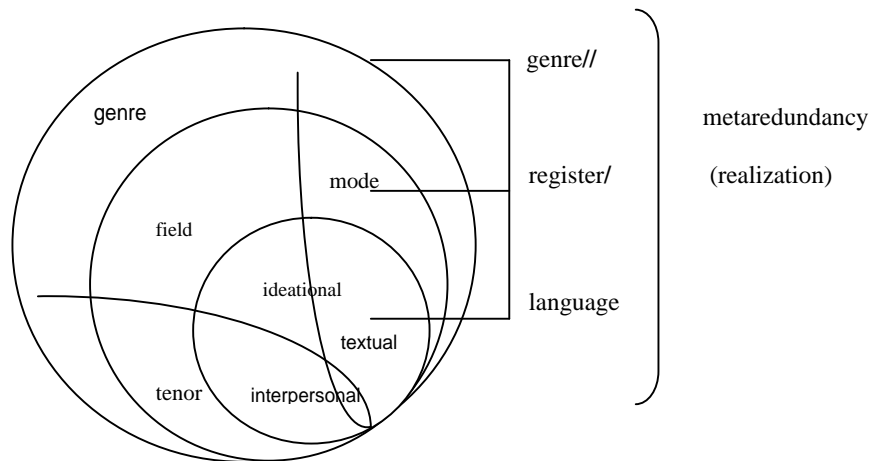 genre//
genre
metaredundancy
mode
register/
(realization)
field
ideational
language
textual
tenor
interpersonal